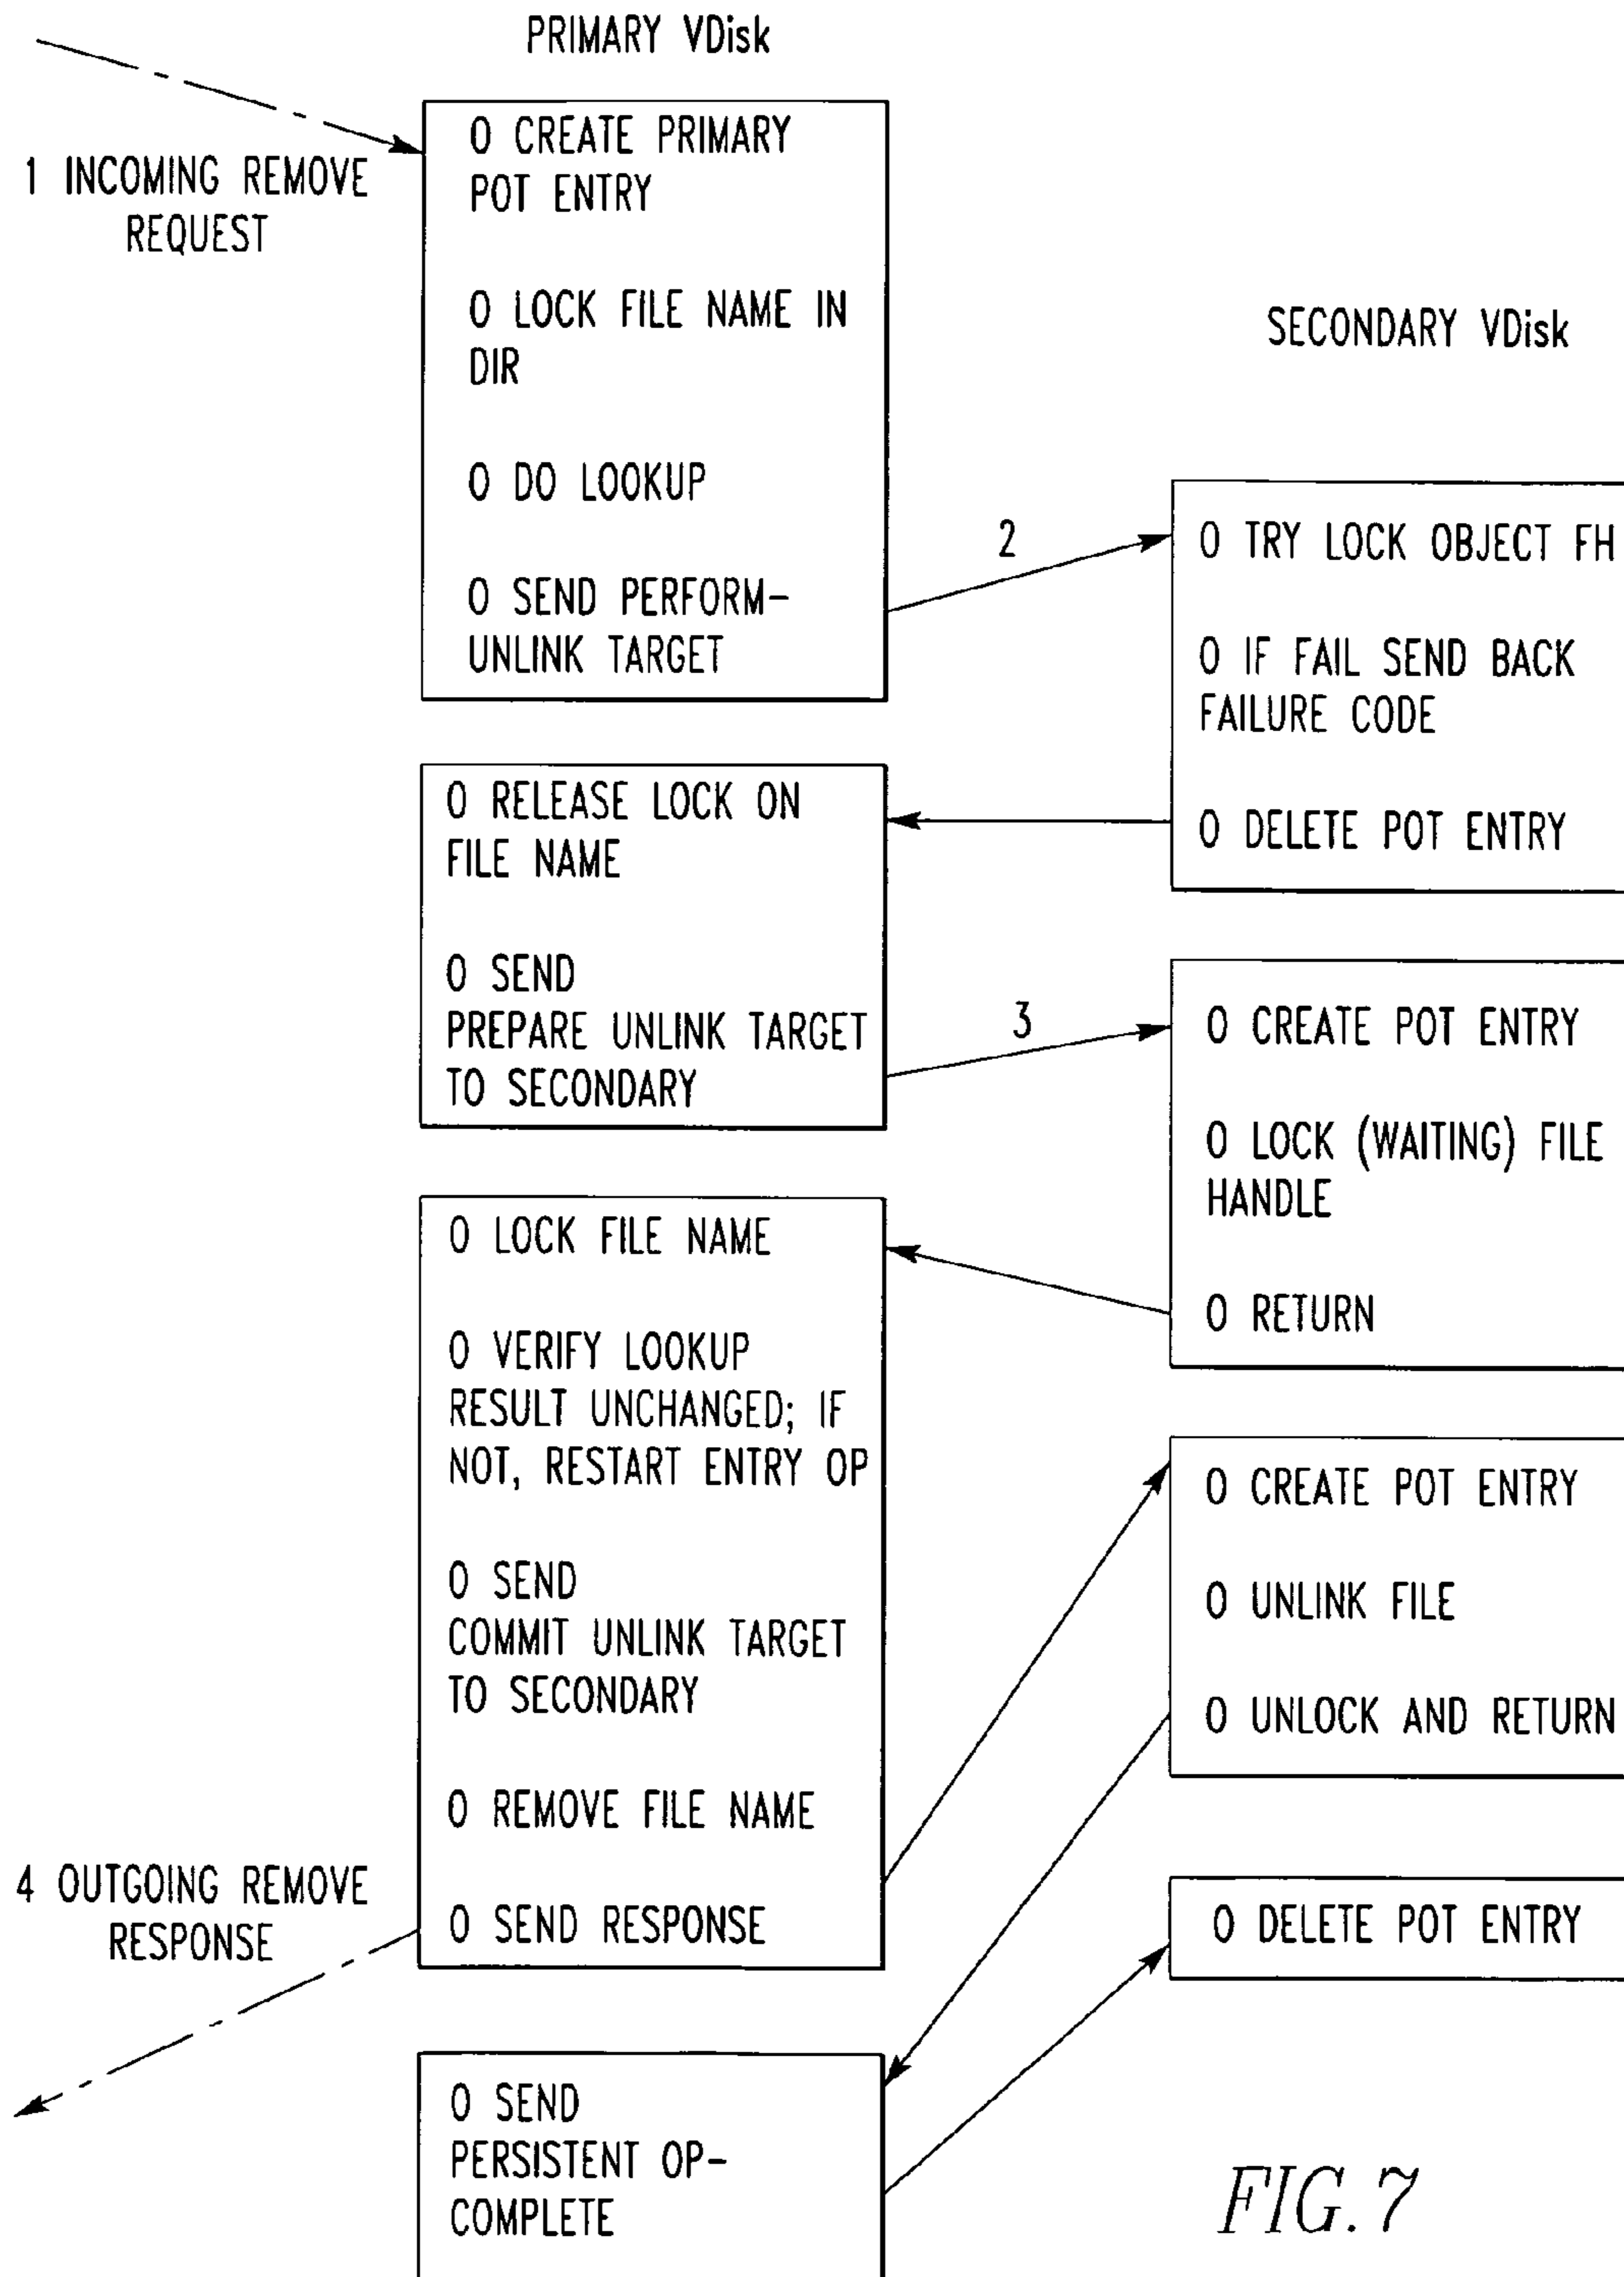 PRIMARY VDisk
1 INCOMING REMOVE
REQUEST
O CREATE PRIMARY
POT ENTRY
O LOCK FILE NAME IN
DIR
O DO LOOKUP
O SEND PERFORM-
UNLINK TARGET
SECONDARY VDisk
2
O TRY LOCK OBJECT FH
O IF FAIL SEND BACK
FAILURE CODE
O DELETE POT ENTRY
O RELEASE LOCK ON
FILE NAME
O SEND
PREPARE UNLINK TARGET
TO SECONDARY
3
O CREATE POT ENTRY
O LOCK (WAITING) FILE
HANDLE
O RETURN
O LOCK FILE NAME
O VERIFY LOOKUP
RESULT UNCHANGED; IF
NOT, RESTART ENTRY OP
O SEND
COMMIT UNLINK TARGET
TO SECONDARY
O REMOVE FILE NAME
O SEND RESPONSE
O CREATE POT ENTRY
O UNLINK FILE
O UNLOCK AND RETURN
4 OUTGOING REMOVE
RESPONSE
O DELETE POT ENTRY
O SEND
PERSISTENT OP-
COMPLETE
FIG. 7